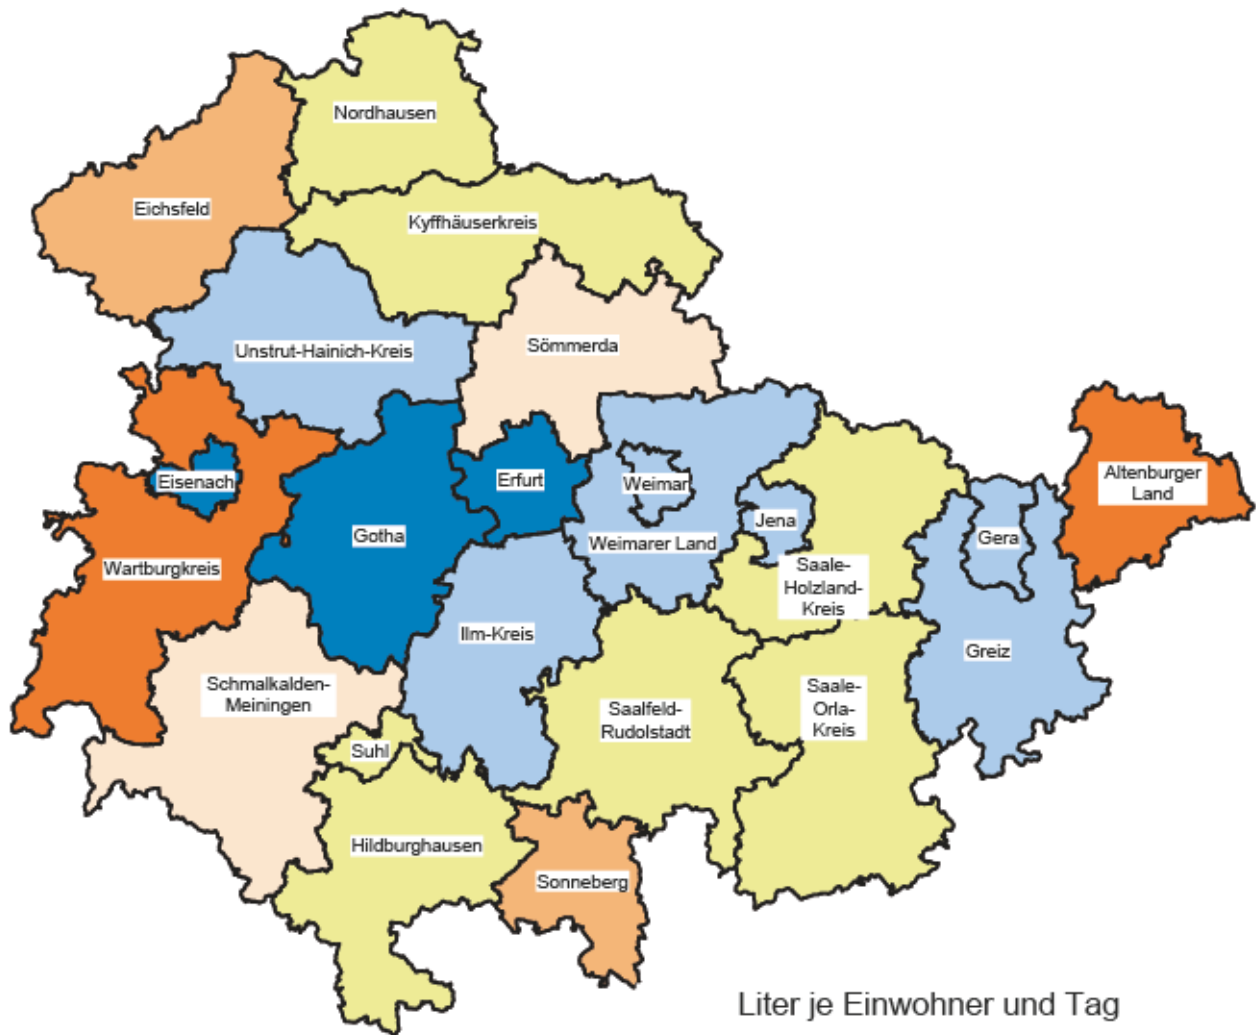 Nordhausen
Eichsfeld
Kyffhäuserkreis
Unstrut-Hainich-Kreis
Sömmerda
Eisenach
Erfurt
Weimar
Altenburger
Land
Gotha
Jena
Gera
Weimarer Land
Wartburgkreis
Saale-
Holzland-
Kreis
Ilm-Kreis
Greiz
Schmalkalden-
Meiningen
Saalfeld-
Rudolstadt
Saale-
Orla-
Kreis
Suhl
Hildburghausen
Sonneberg
Liter je Einwohner und Tag